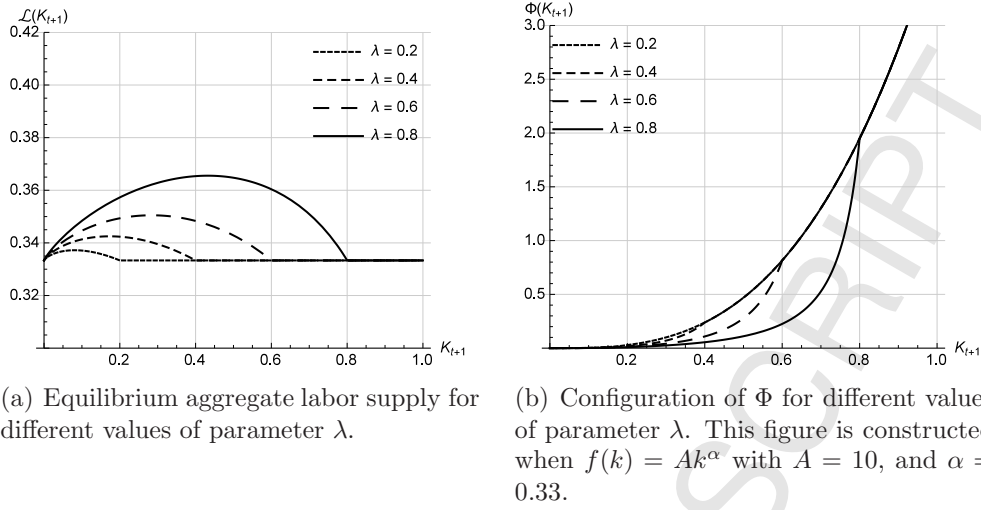 ℒ(K_{t+1})
0.42
0.40
0.38
0.36
0.34
0.32
λ = 0.2
λ = 0.4
λ = 0.6
λ = 0.8
0.2 0.4 0.6 0.8 1.0
K_{t+1}
(a) Equilibrium aggregate labor supply for
different values of parameter λ.
Φ(K_{t+1})
3.0
2.5
2.0
1.5
1.0
0.5
λ = 0.2
λ = 0.4
λ = 0.6
λ = 0.8
0.2 0.4 0.6 0.8 1.0
K_{t+1}
(b) Configuration of Φ for different value
of parameter λ. This figure is constructed
when f(k) = Ak^α with A = 10, and α =
0.33.
SCRIPT